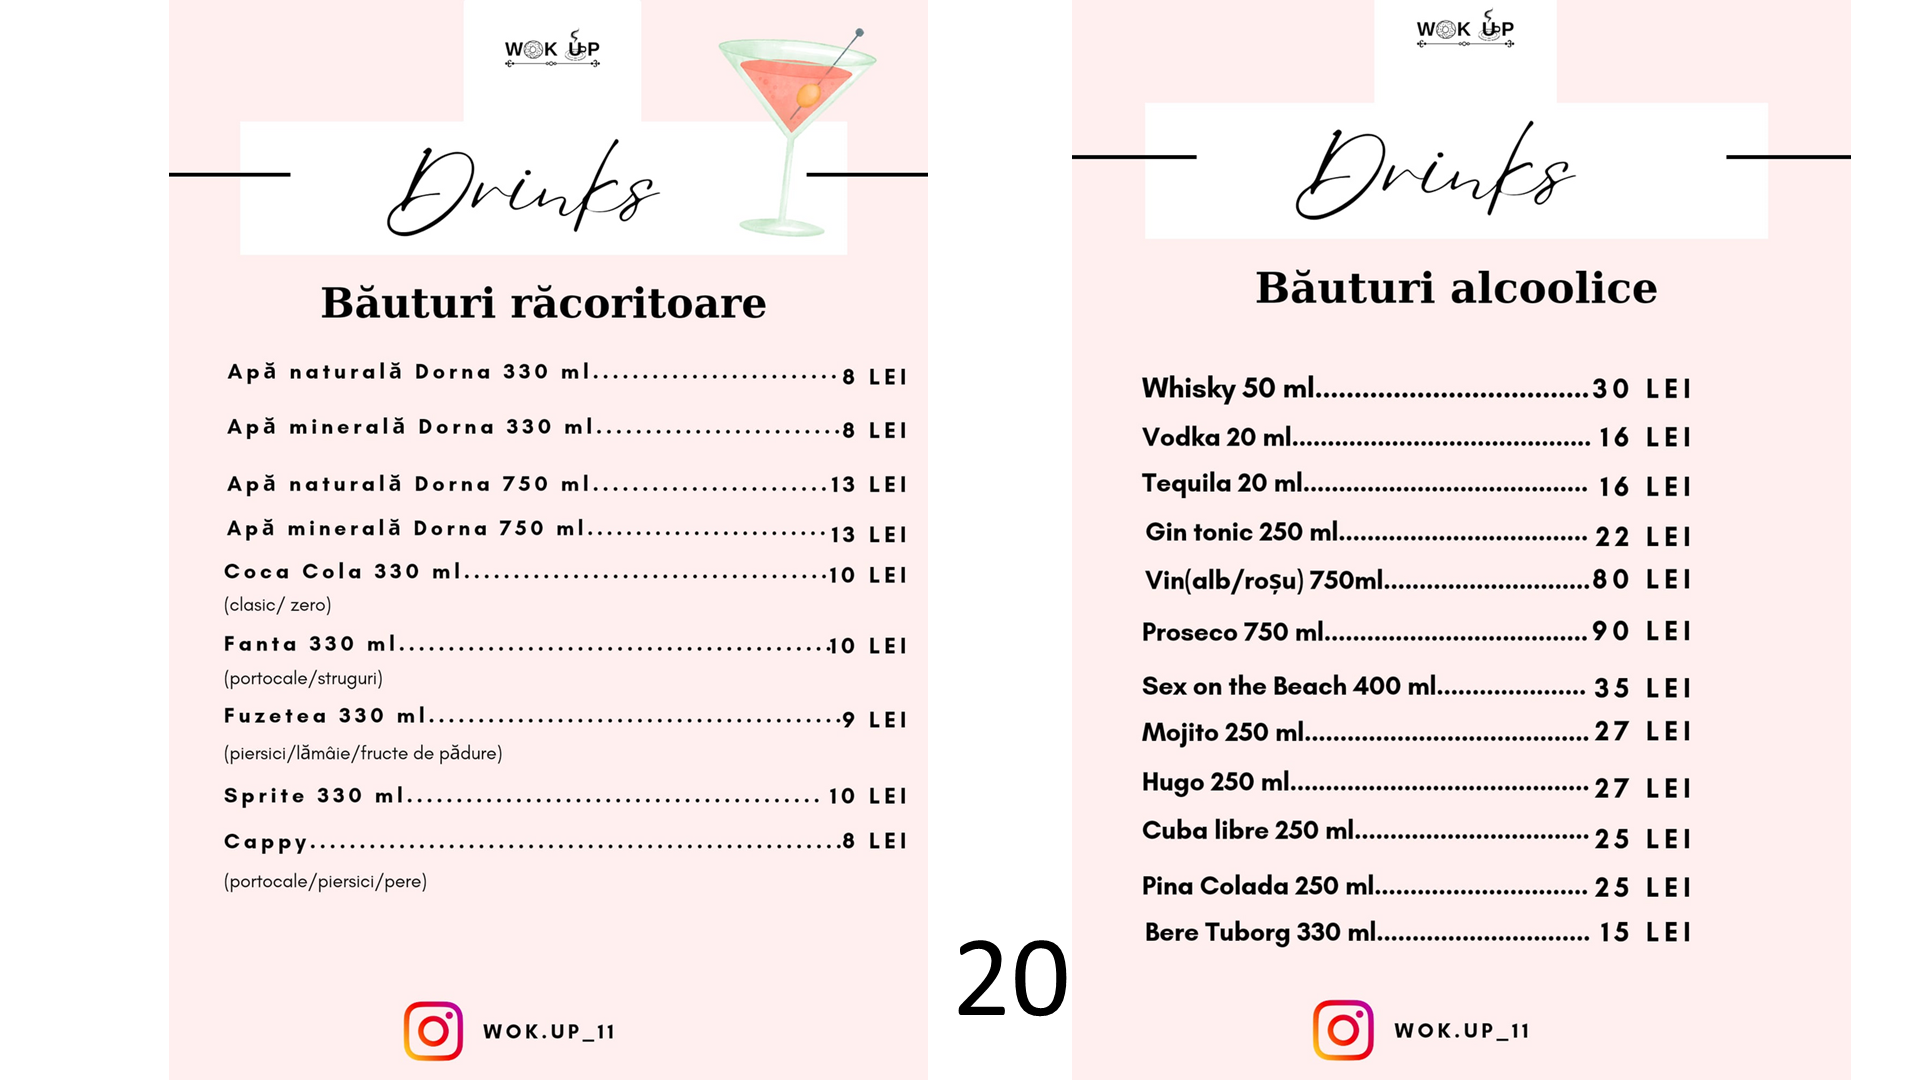 WOK UP
Drinks
Băuturi răcoritoare
Apă naturală Dorna 330 ml.........................8 LEI
Apă minerală Dorna 330 ml.........................8 LEI
Apă naturală Dorna 750 ml........................13 LEI
Apă minerală Dorna 750 ml........................13 LEI
Coca Cola 330 ml.....................................10 LEI
(clasic/ zero)
Fanta 330 ml............................................10 LEI
(portocale/struguri)
Fuzetea 330 ml..........................................9 LEI
(piersici/lămâie/fructe de pădure)
Sprite 330 ml.......................................... 10 LEI
Cappy......................................................8 LEI
(portocale/piersici/pere)
WOK.UP_11
20
WOK UP
Drinks
Băuturi alcoolice
Whisky 50 ml...................................30 LEI
Vodka 20 ml...................................... 16 LEI
Tequila 20 ml.................................... 16 LEI
Gin tonic 250 ml................................ 22 LEI
Vin(alb/roșu) 750ml..........................80 LEI
Proseco 750 ml.................................90 LEI
Sex on the Beach 400 ml................... 35 LEI
Mojito 250 ml....................................27 LEI
Hugo 250 ml......................................27 LEI
Cuba libre 250 ml..............................25 LEI
Pina Colada 250 ml........................... 25 LEI
Bere Tuborg 330 ml........................... 15 LEI
WOK.UP_11